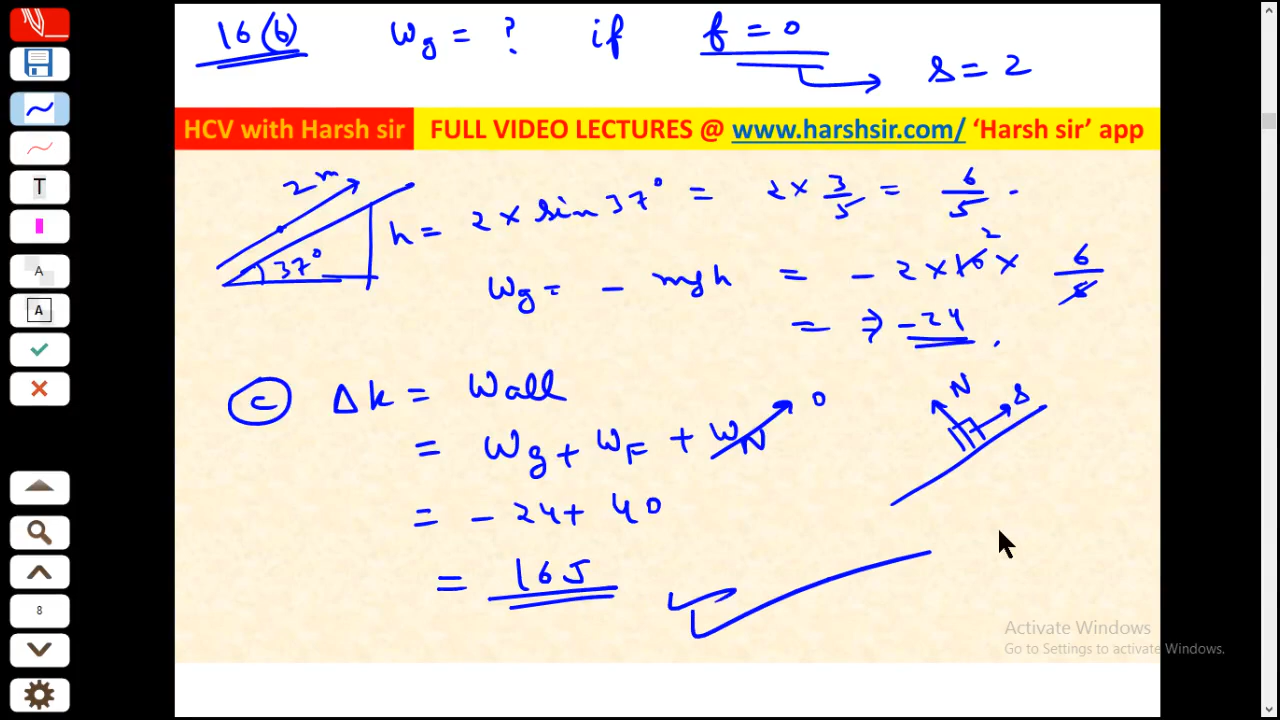 16(b) Wg = ? if f = 0
s = 2
HCV with Harsh sir FULL VIDEO LECTURES @ www.harshsir.com/ ‘Harsh sir’ app
2m
37°
h = 2 × sin 37° = 2 × 3/5 = 6/5
Wg = - mgh = - 2 × 10 2 × 6/5
= ⇒ -24.
C Δk = Wall
= Wg + WF + WN 0
N s
= - 24 + 40
= 16J
T
A
A
8
Activate Windows
Go to Settings to activate Windows.